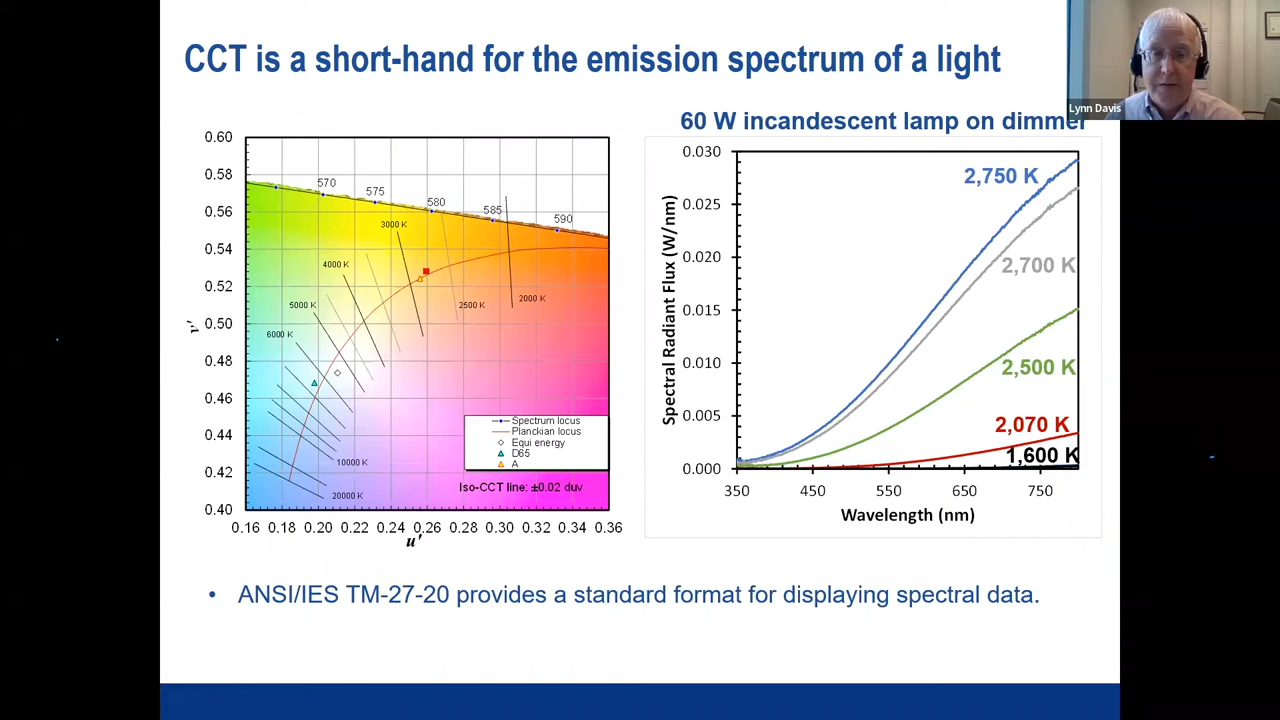 CCT is a short-hand for the emission spectrum of a light
Lynn Davis
60 W incandescent lamp on dimmer
0.60
0.58
0.56
0.54
0.52
0.50
0.48
0.46
0.44
0.42
0.40
v'
570
575
580
585
590
3000 K
4000 K
5000 K
6000 K
2500 K
2000 K
10000 K
20000 K
Spectrum locus
Planckian locus
Equi energy
D65
A
Iso-CCT line: ±0.02 duv
0.16 0.18 0.20 0.22 0.24 0.26 0.28 0.30 0.32 0.34 0.36
u'
Spectral Radiant Flux (W/nm)
0.030
0.025
0.020
0.015
0.010
0.005
0.000
2,750 K
2,700 K
2,500 K
2,070 K
1,600 K
350 450 550 650 750
Wavelength (nm)
• ANSI/IES TM-27-20 provides a standard format for displaying spectral data.